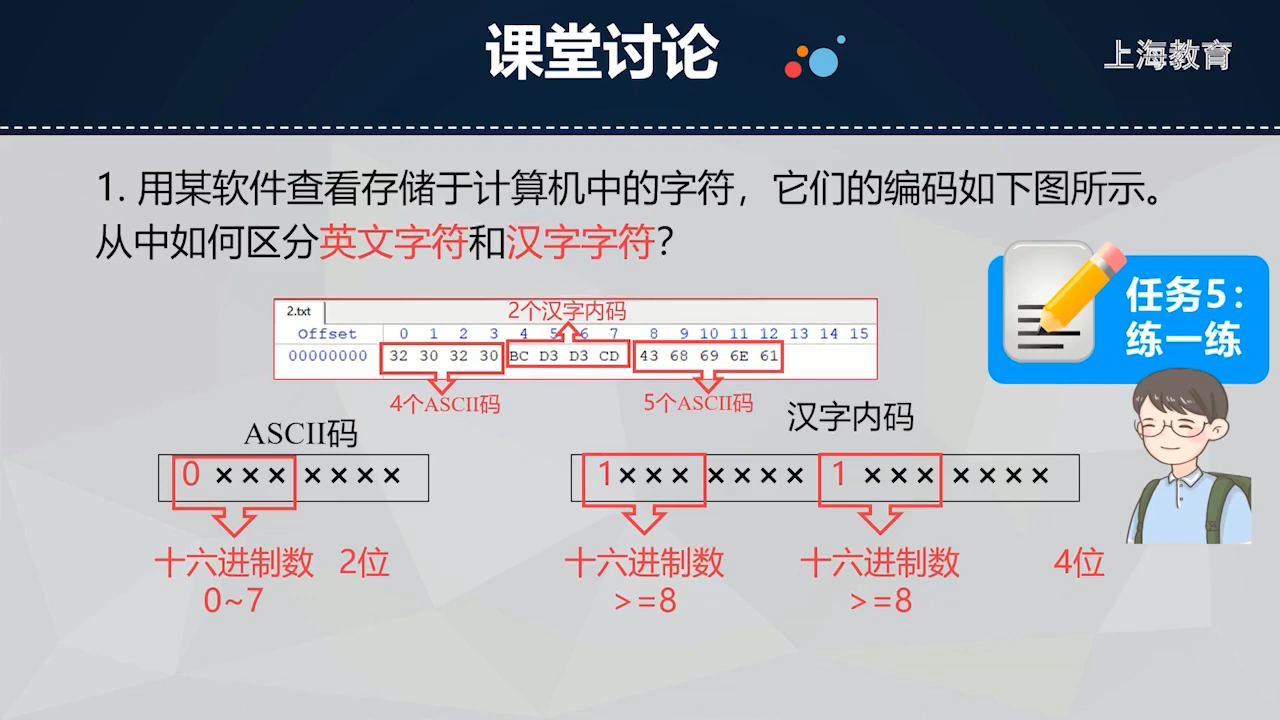 课堂讨论
上海教育
1. 用某软件查看存储于计算机中的字符，它们的编码如下图所示。
从中如何区分英文字符和汉字字符？
任务5：
练一练
2.txt
2个汉字内码
Offset 0 1 2 3 4 5 6 7 8 9 10 11 12 13 14 15
00000000 32 30 32 30 BC D3 D3 CD 43 68 69 6E 61
4个ASCII码
5个ASCII码
ASCII码
汉字内码
0 ××× ××××
1××× ×××× 1 ××× ××××
十六进制数 2位
0~7
十六进制数 十六进制数 4位
>=8 >=8